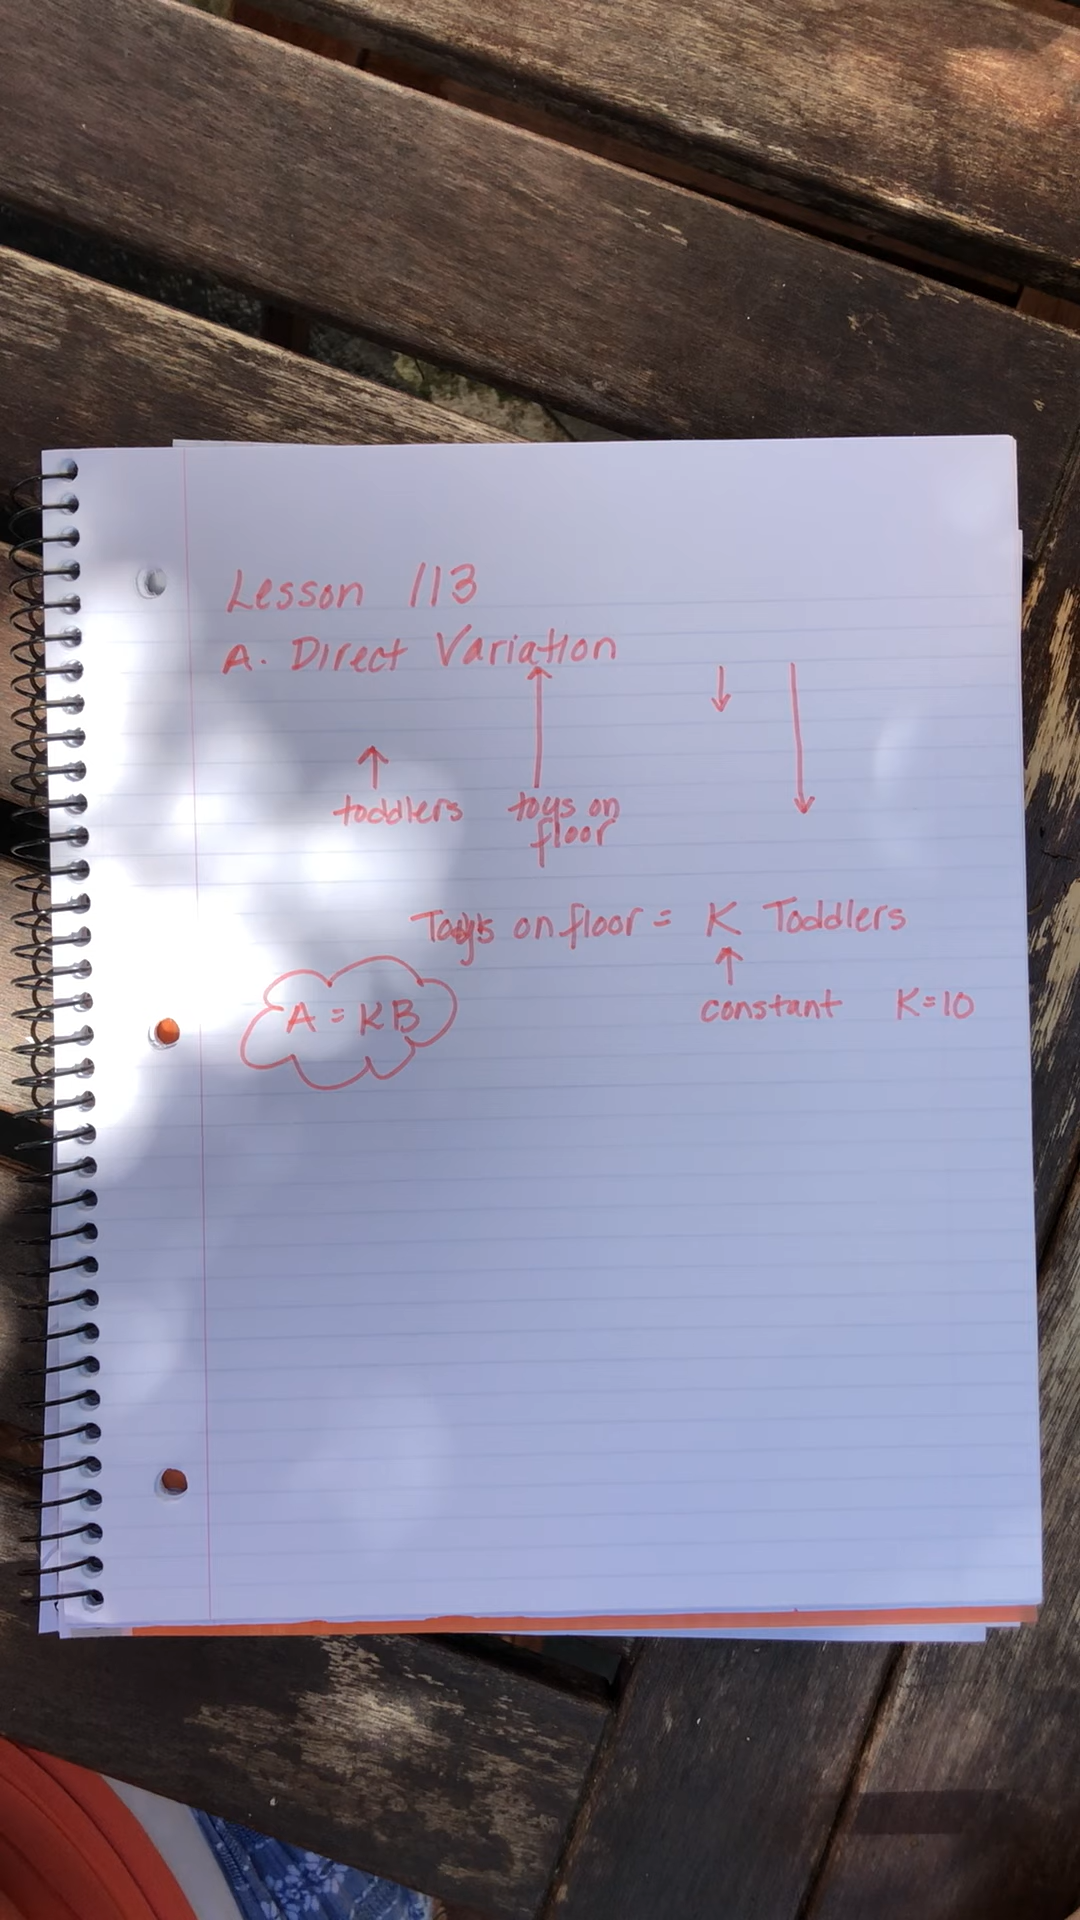 Lesson 113
A. Direct Variation
toddlers toys on
floor
Toys on floor = K Toddlers
A = KB
constant K=10